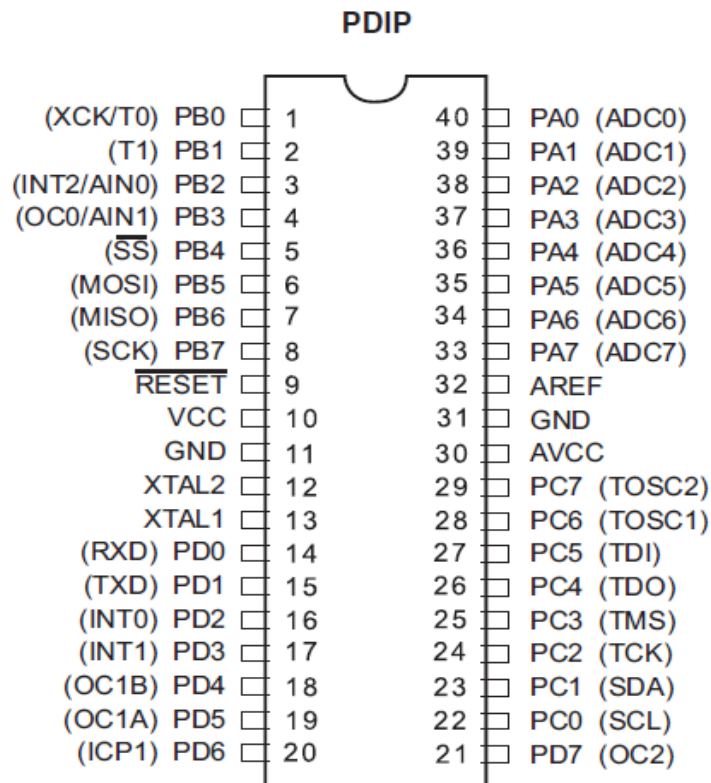 PDIP
(XCK/T0) PB0 1 40 PA0 (ADC0)
(T1) PB1 2 39 PA1 (ADC1)
(INT2/AIN0) PB2 3 38 PA2 (ADC2)
(OC0/AIN1) PB3 4 37 PA3 (ADC3)
(S̅S̅) PB4 5 36 PA4 (ADC4)
(MOSI) PB5 6 35 PA5 (ADC5)
(MISO) PB6 7 34 PA6 (ADC6)
(SCK) PB7 8 33 PA7 (ADC7)
R̅E̅S̅E̅T̅ 9 32 AREF
VCC 10 31 GND
GND 11 30 AVCC
XTAL2 12 29 PC7 (TOSC2)
XTAL1 13 28 PC6 (TOSC1)
(RXD) PD0 14 27 PC5 (TDI)
(TXD) PD1 15 26 PC4 (TDO)
(INT0) PD2 16 25 PC3 (TMS)
(INT1) PD3 17 24 PC2 (TCK)
(OC1B) PD4 18 23 PC1 (SDA)
(OC1A) PD5 19 22 PC0 (SCL)
(ICP1) PD6 20 21 PD7 (OC2)